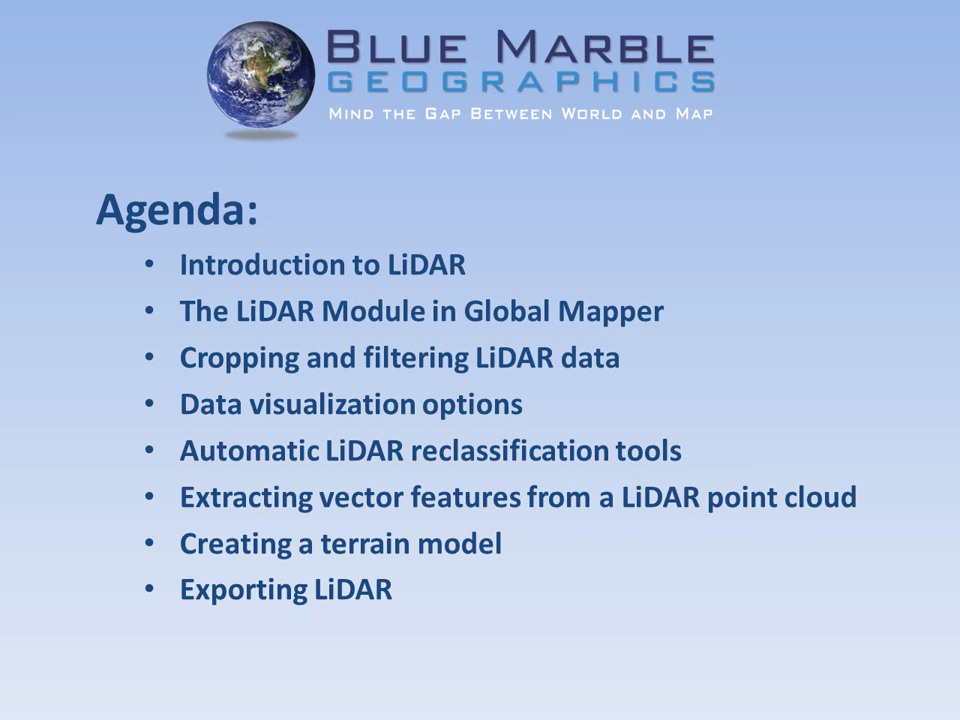 Blue Marble
GEOGRAPHICS
Mind the Gap Between World and Map
Agenda:
• Introduction to LiDAR
• The LiDAR Module in Global Mapper
• Cropping and filtering LiDAR data
• Data visualization options
• Automatic LiDAR reclassification tools
• Extracting vector features from a LiDAR point cloud
• Creating a terrain model
• Exporting LiDAR